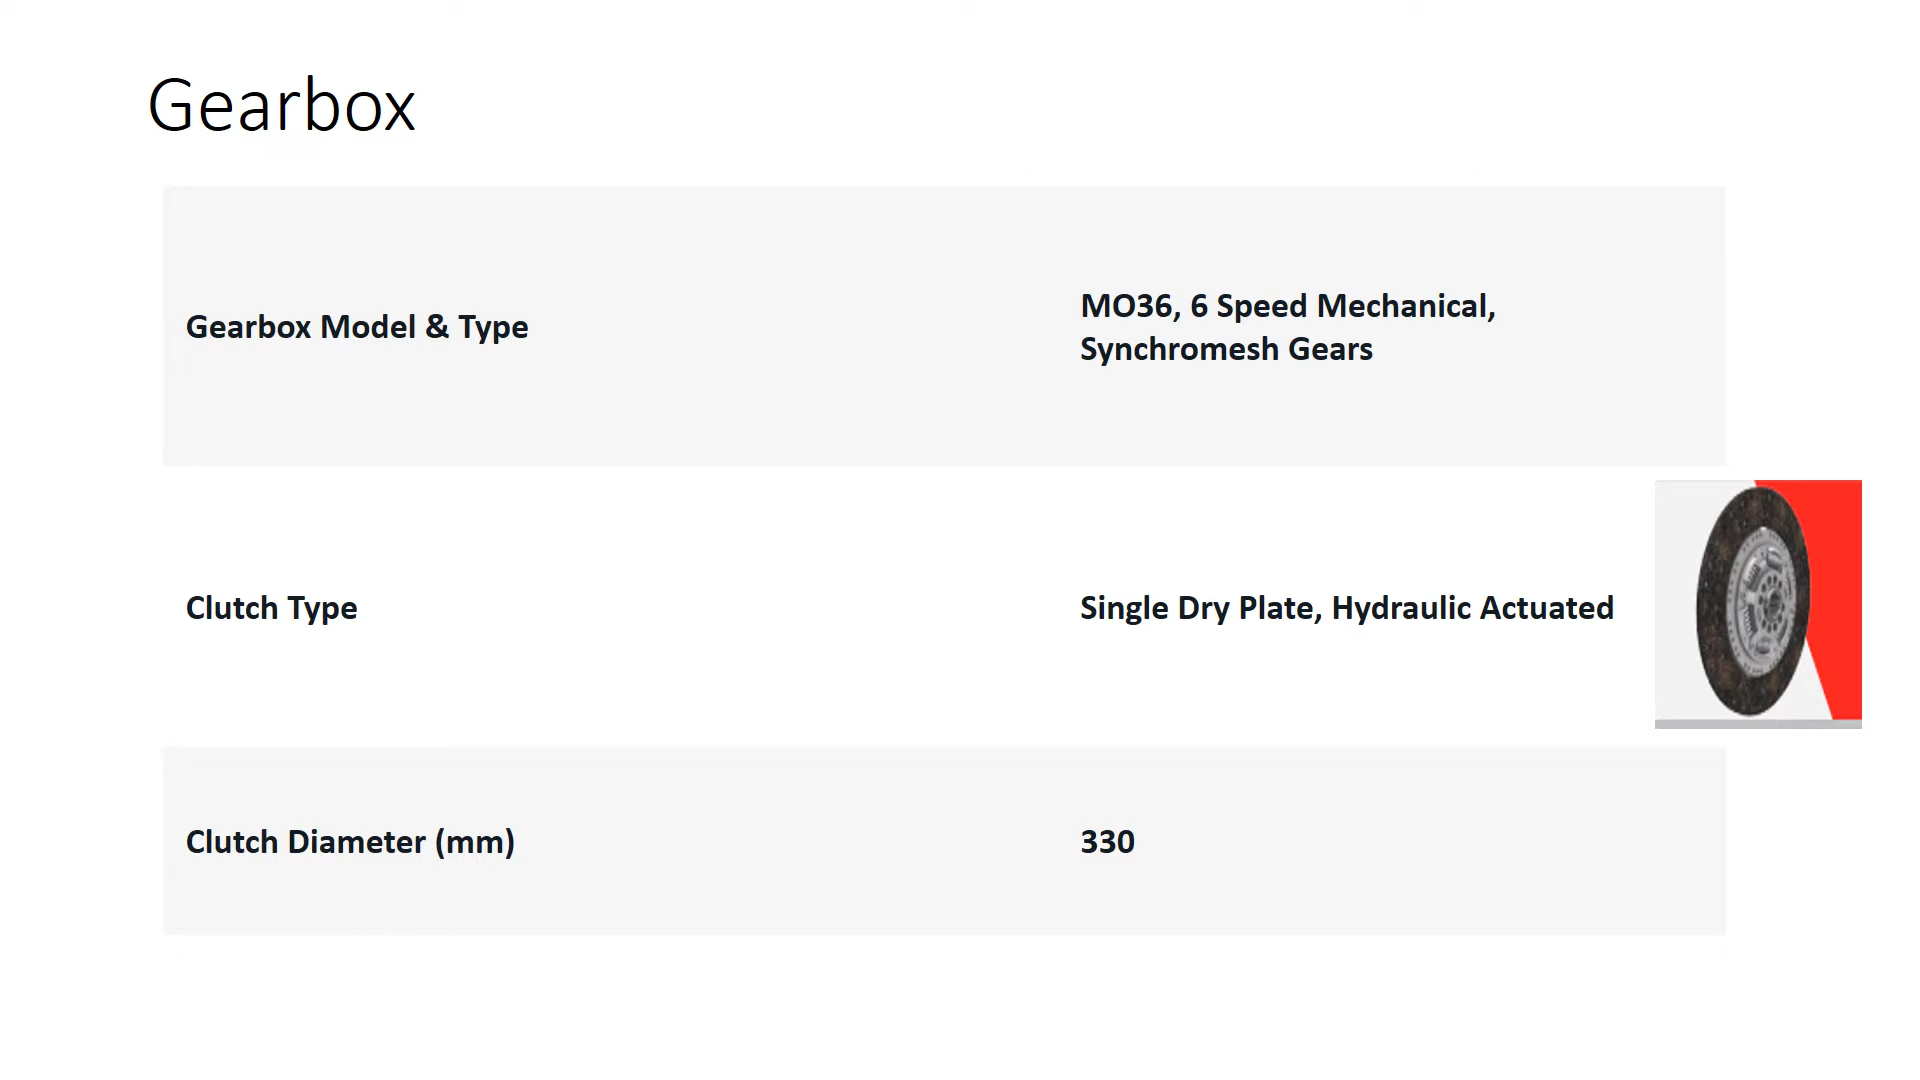 Gearbox
Gearbox Model & Type
MO36, 6 Speed Mechanical,
Synchromesh Gears
Clutch Type
Single Dry Plate, Hydraulic Actuated
Clutch Diameter (mm)
330